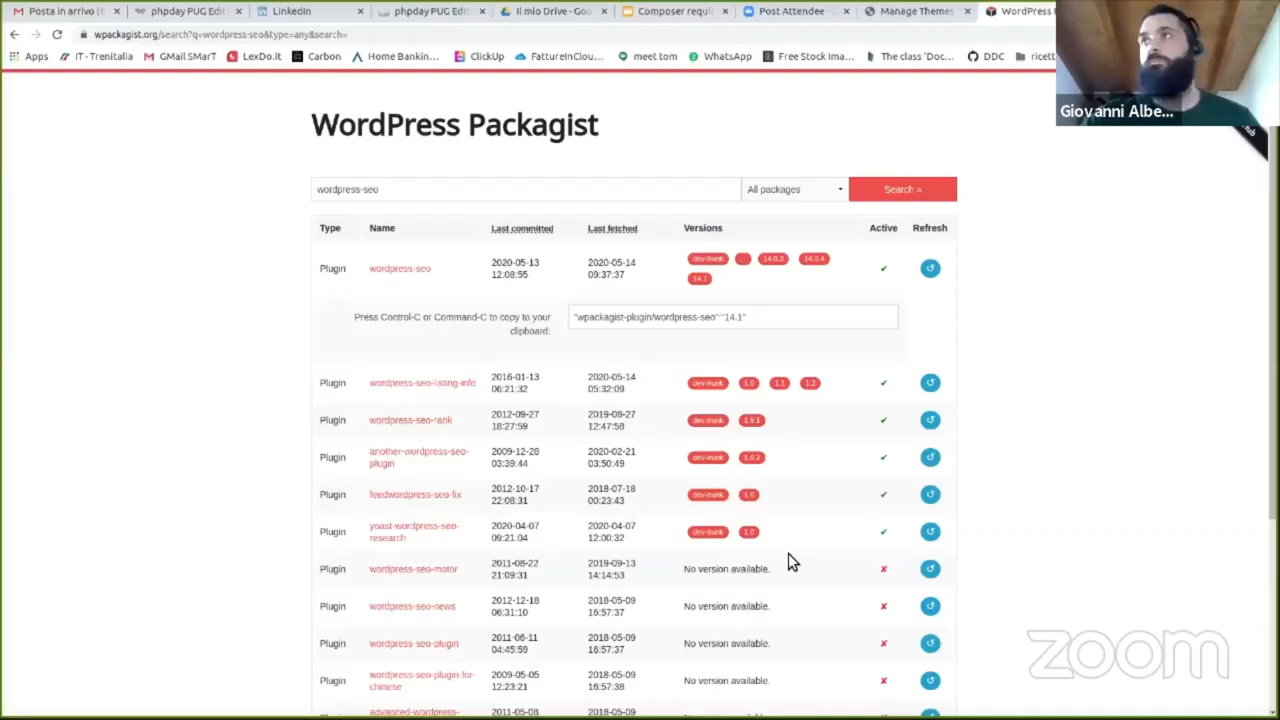 Posta in arrivo (6
phpday PUG Edit
LinkedIn
phpday PUG Edit
Il mio Drive - Go
Composer requi
Post Attendee -
Manage Themes
WordPress P
wpackagist.org/search?q=wordpress-seo&type=any&search=
Apps
IT - Trenitalia
GMail SMarT
LexDo.it
Carbon
Home Bankin...
ClickUp
FattureInClou...
meet tom
WhatsApp
Free Stock Ima...
The class 'Doc...
DDC
ricett
Giovanni Albe...
WordPress Packagist
wordpress-seo
All packages
Search »
Type Name Last committed Last fetched Versions Active Refresh
Plugin wordpress-seo 2020-05-13 2020-05-14 dev-trunk 14.0.3 14.0.4
12:08:55 09:37:37 14.1
Press Control-C or Command-C to copy to your
clipboard:
"wpackagist-plugin/wordpress-seo":"14.1"
Plugin wordpress-seo-listing-info 2016-01-13 2020-05-14 dev-trunk 1.0 1.1 1.2
06:21:32 05:32:09
Plugin wordpress-seo-rank 2012-09-27 2019-08-27 dev-trunk 1.9.1
18:27:59 12:47:58
Plugin another-wordpress-seo- 2009-12-28 2020-02-21 dev-trunk 1.0.2
plugin 03:39:44 03:50:49
Plugin feedwordpress-seo-fix 2012-10-17 2018-07-18 dev-trunk 1.0
22:08:31 00:23:43
Plugin yoast-wordpress-seo- 2020-04-07 2020-04-07 dev-trunk 1.0
research 09:21:04 12:00:32
Plugin wordpress-seo-motor 2011-08-22 2019-09-13 No version available.
21:09:31 14:14:53
Plugin wordpress-seo-news 2012-12-18 2018-05-09 No version available.
06:31:10 16:57:37
Plugin wordpress-seo-plugin 2011-06-11 2018-05-09 No version available.
04:45:59 16:57:37
Plugin wordpress-seo-plugin-for- 2009-05-05 2018-05-09 No version available.
chinese 12:23:21 16:57:38
advanced-wordpress- 2011-05-08 2018-05-09
zoom